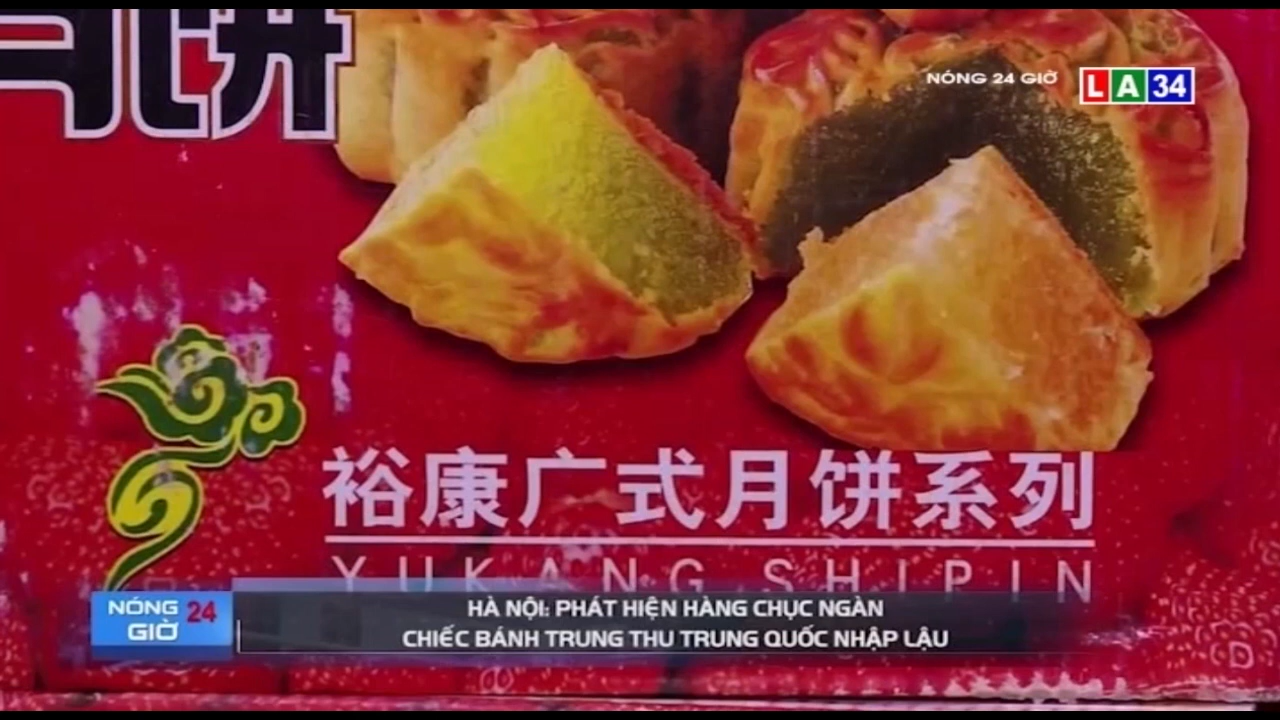 月饼
NÓNG 24 GIỜ LA34
裕康广式月饼系列
YUKANG SHIPIN
NÓNG 24 GIỜ
HÀ NỘI: PHÁT HIỆN HÀNG CHỤC NGÀN
CHIẾC BÁNH TRUNG THU TRUNG QUỐC NHẬP LẬU